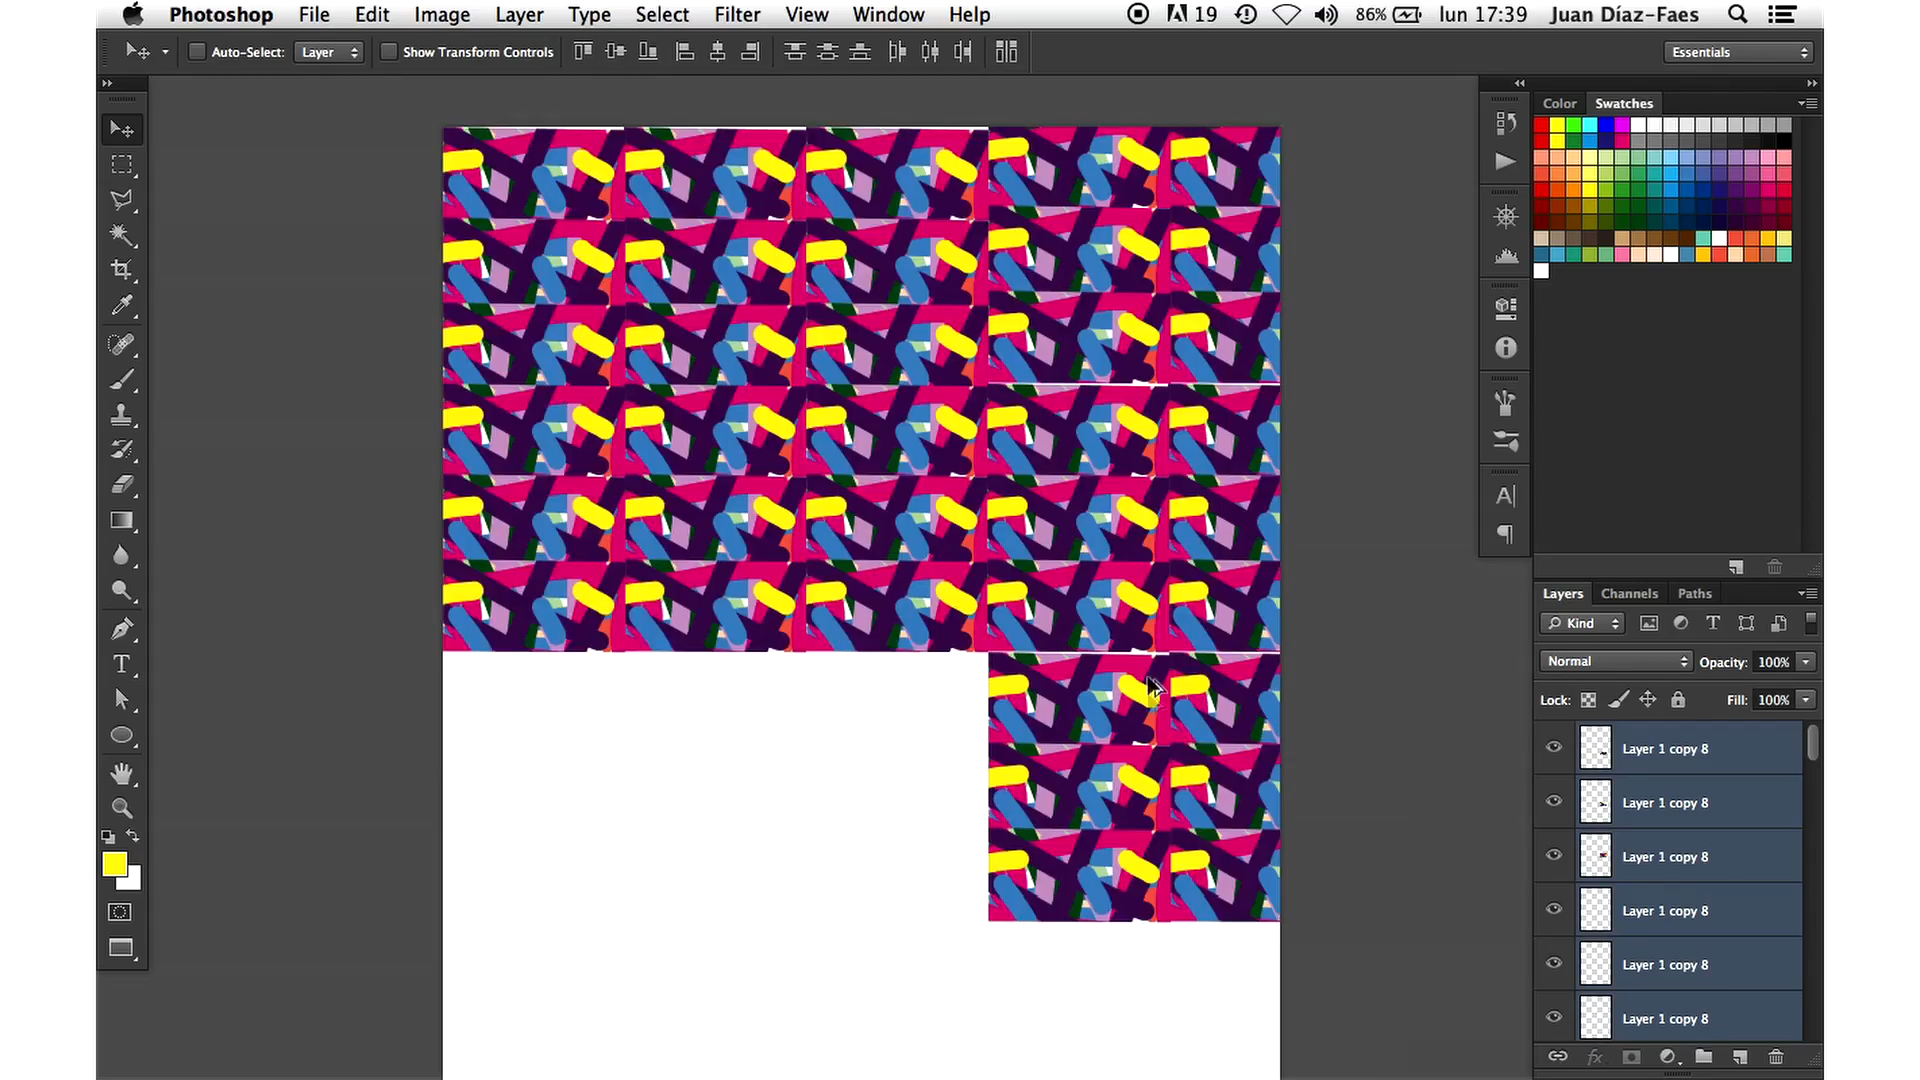 Photoshop File Edit Image Layer Type Select Filter View Window Help 19 86% lun 17:39 Juan Díaz-Faes
Auto-Select: Layer Show Transform Controls Essentials
Color Swatches
Layers Channels Paths
Kind
Normal Opacity: 100%
Lock: Fill: 100%
Layer 1 copy 8
Layer 1 copy 8
Layer 1 copy 8
Layer 1 copy 8
Layer 1 copy 8
Layer 1 copy 8